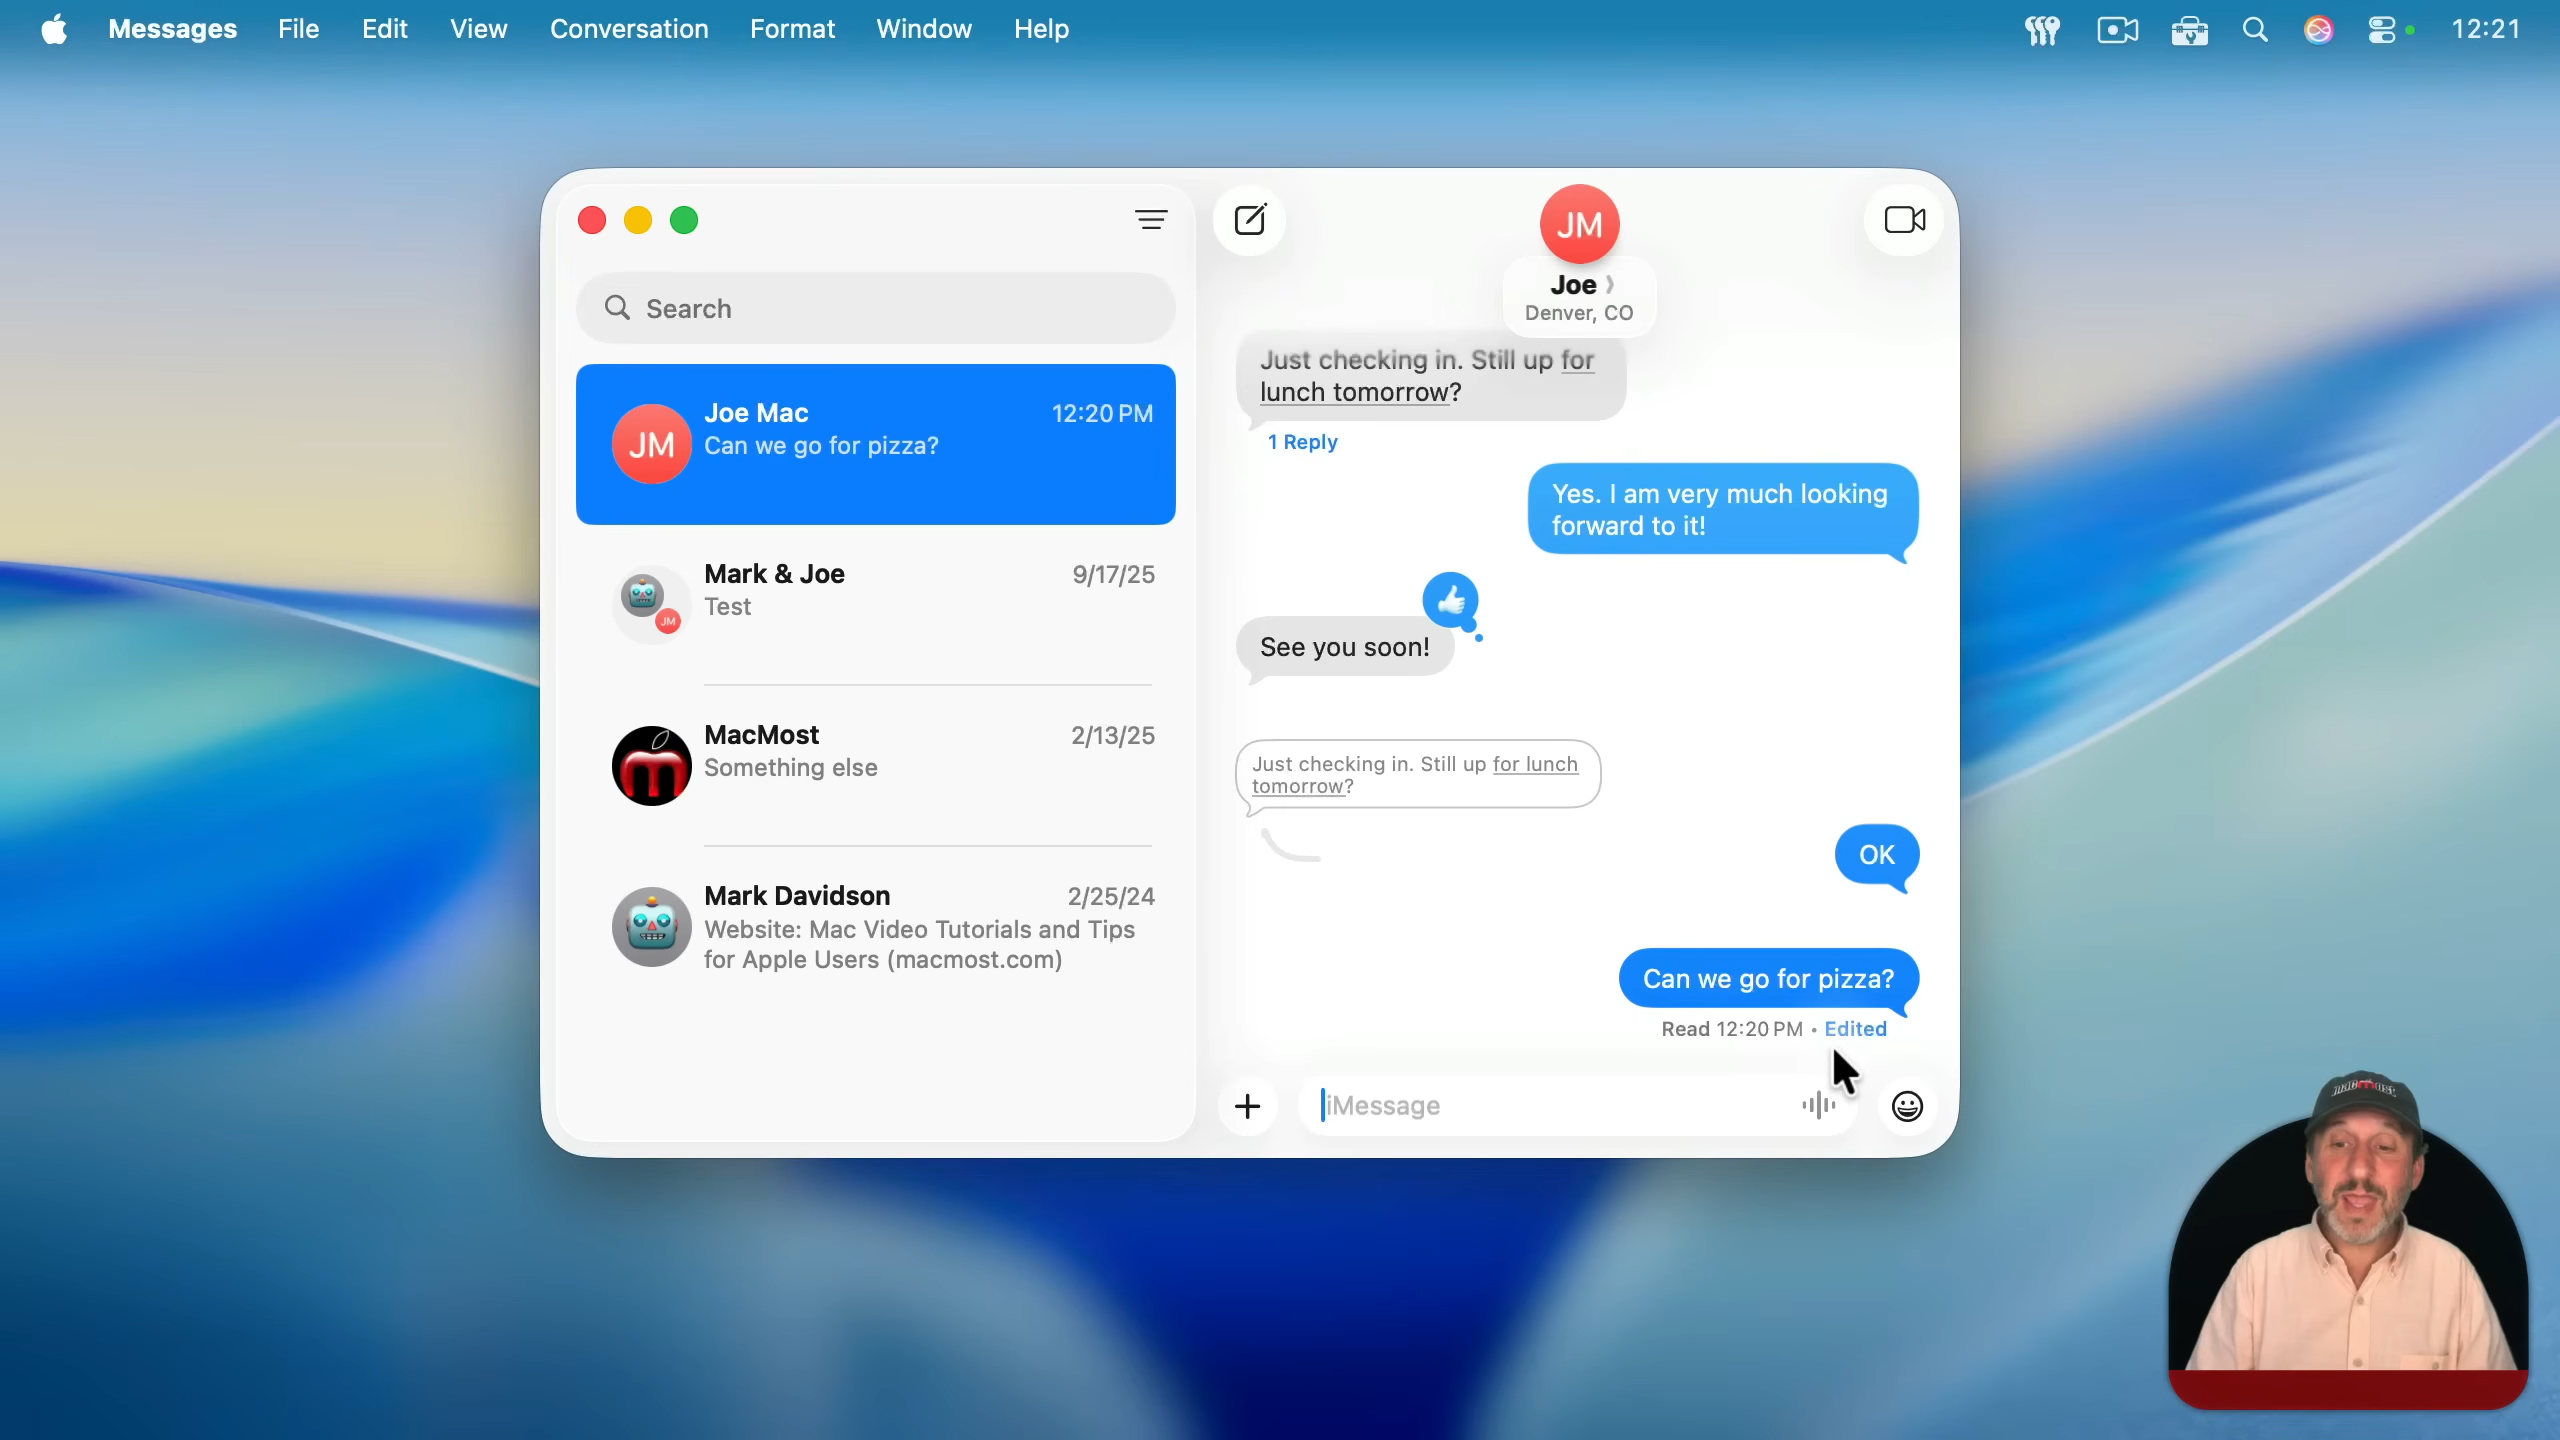 Messages File Edit View Conversation Format Window Help 12:21
Search
Joe Mac 12:20 PM
Can we go for pizza?
Mark & Joe 9/17/25
Test
MacMost 2/13/25
Something else
Mark Davidson 2/25/24
Website: Mac Video Tutorials and Tips
for Apple Users (macmost.com)
JM
JM
JM
Joe
Denver, CO
Just checking in. Still up for
lunch tomorrow?
1 Reply
Yes. I am very much looking
forward to it!
See you soon!
Just checking in. Still up for lunch
tomorrow?
OK
Can we go for pizza?
Read 12:20 PM • Edited
iMessage